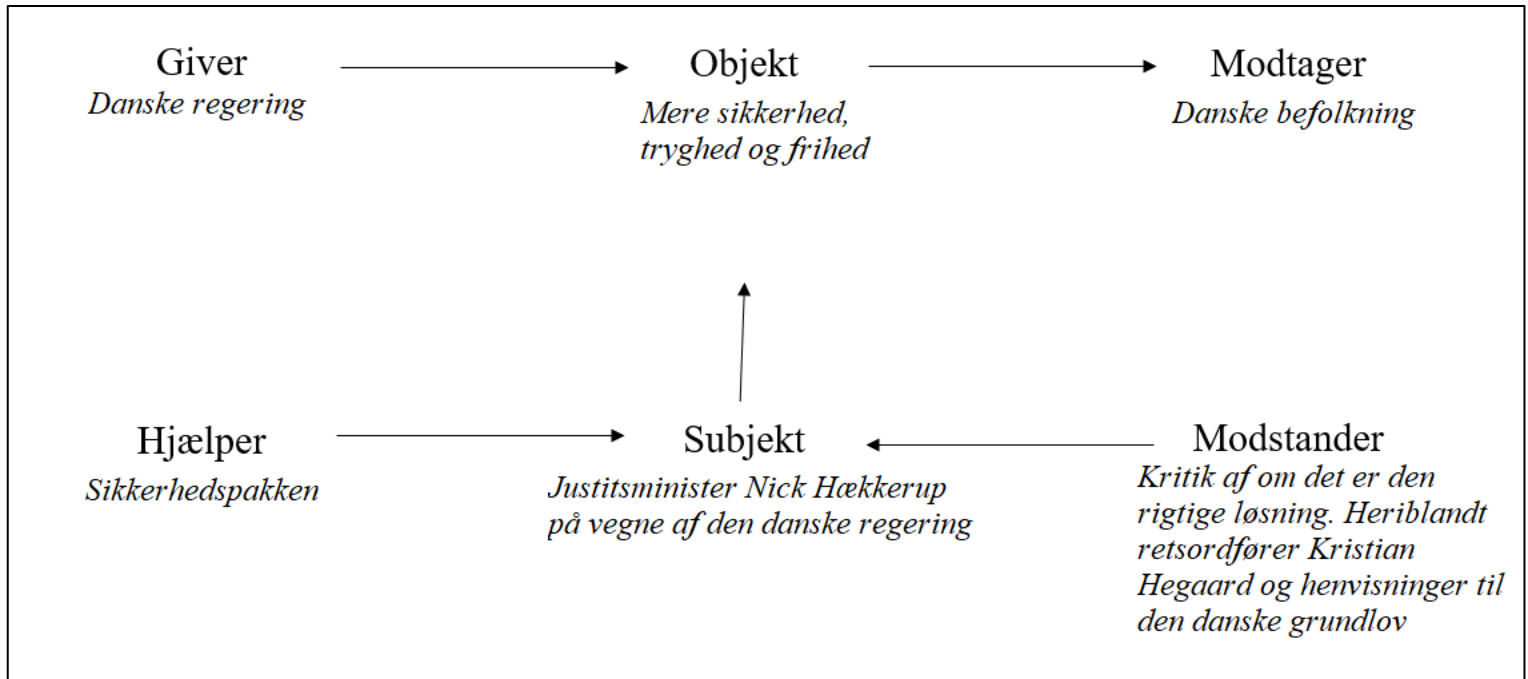 Giver
Danske regering
Objekt
Mere sikkerhed,
tryghed og frihed
Modtager
Danske befolkning
Hjælper
Sikkerhedspakken
Subjekt
Justitsminister Nick Hækkerup
på vegne af den danske regering
Modstander
Kritik af om det er den
rigtige løsning. Heriblandt
retsordfører Kristian
Hegaard og henvisninger til
den danske grundlov